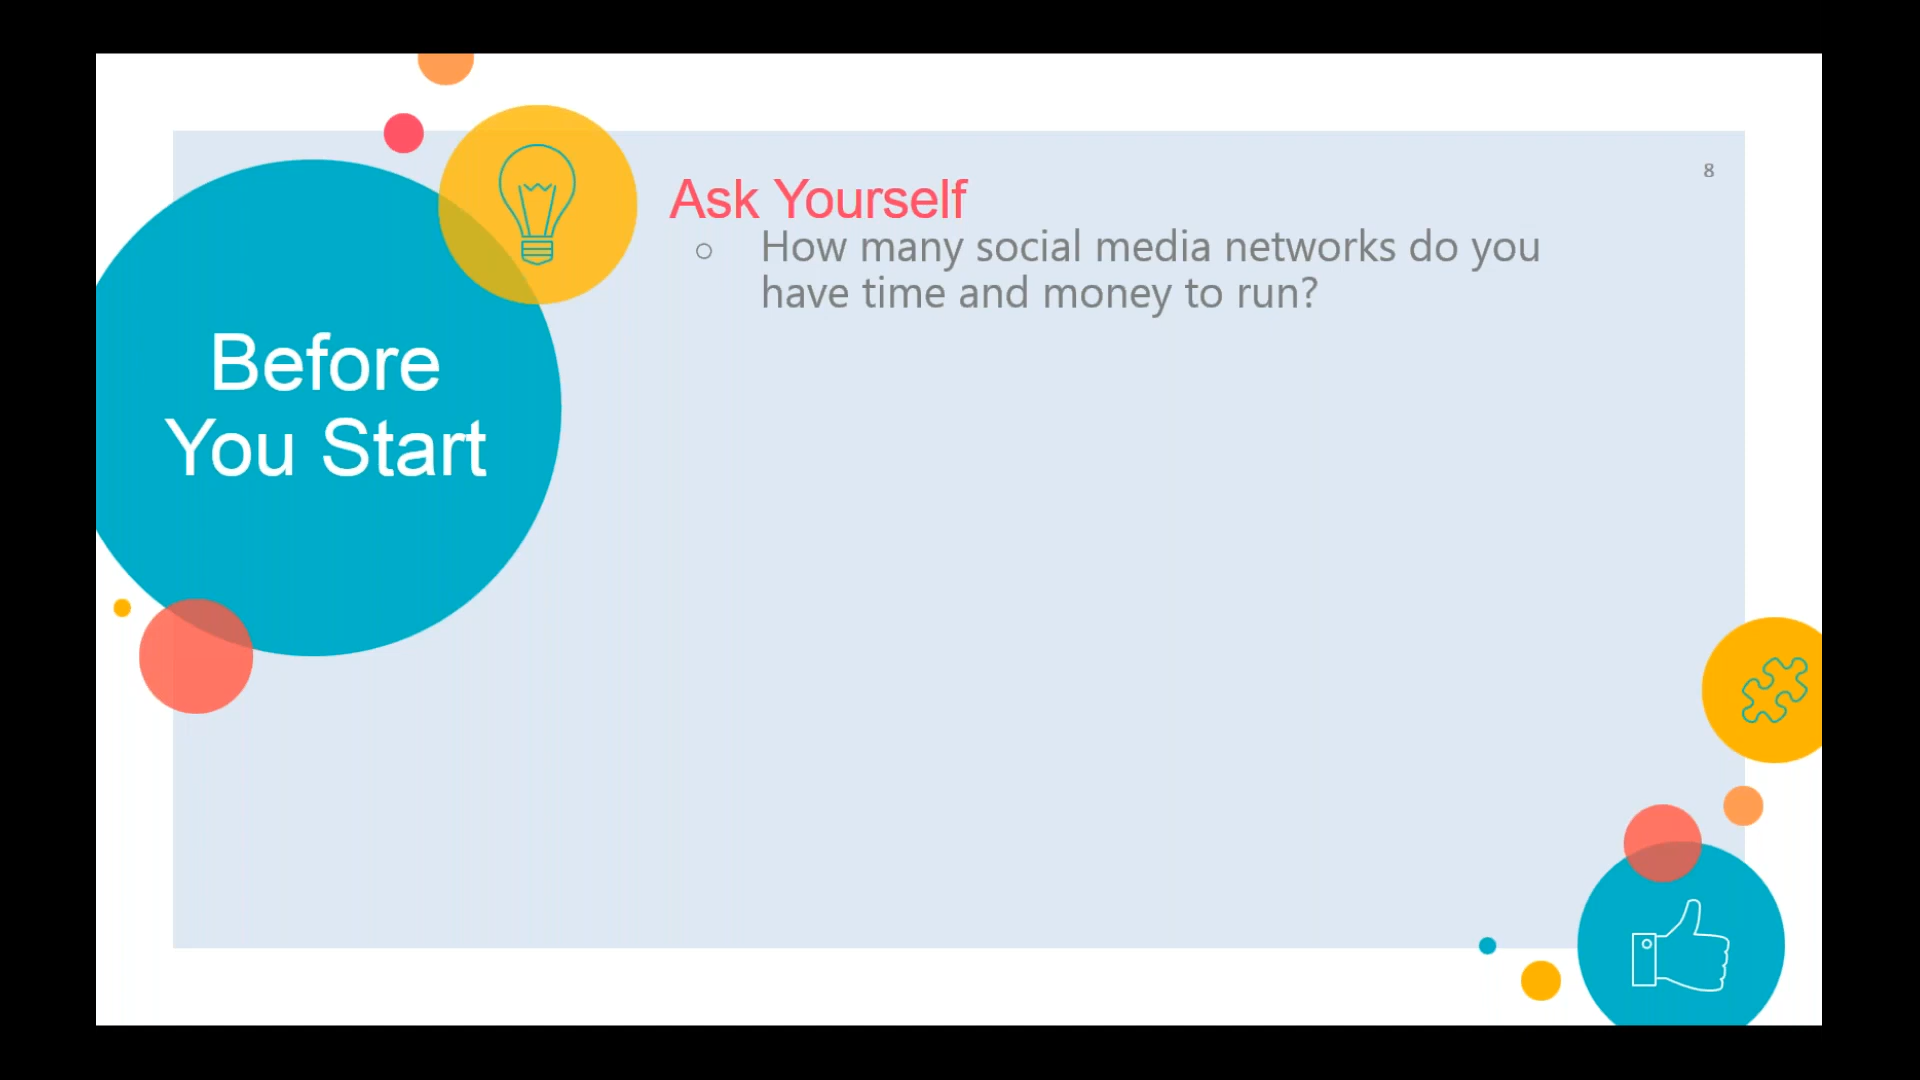 Before
You Start
Ask Yourself
○ How many social media networks do you
have time and money to run?
8